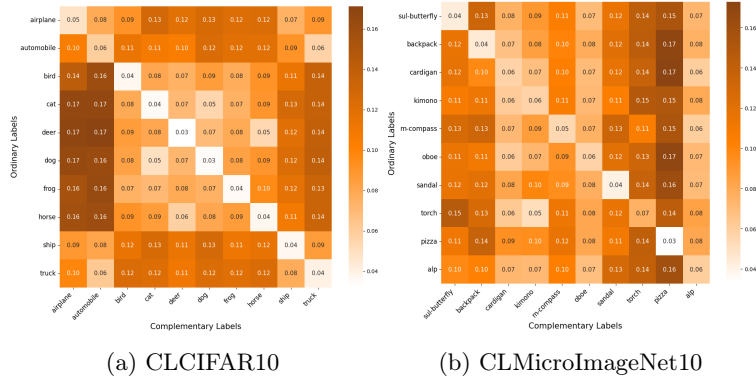 airplane 0.05 0.08 0.09 0.13 0.12 0.13 0.12 0.12 0.07 0.09
automobile 0.10 0.06 0.11 0.11 0.10 0.12 0.12 0.12 0.08 0.06
bird 0.14 0.16 0.04 0.08 0.07 0.09 0.08 0.09 0.11 0.14
cat 0.17 0.17 0.08 0.04 0.07 0.05 0.07 0.09 0.13 0.14
deer 0.17 0.17 0.09 0.07 0.03 0.07 0.08 0.05 0.12 0.14
dog 0.17 0.16 0.08 0.05 0.07 0.03 0.08 0.09 0.12 0.14
frog 0.16 0.16 0.07 0.07 0.08 0.07 0.04 0.10 0.12 0.13
horse 0.16 0.16 0.09 0.09 0.06 0.08 0.09 0.04 0.11 0.14
ship 0.09 0.08 0.12 0.13 0.11 0.13 0.11 0.12 0.04 0.09
truck 0.10 0.06 0.12 0.12 0.11 0.12 0.12 0.12 0.08 0.04
airplane automobile bird cat deer dog frog horse ship truck
Ordinary Labels
Complementary Labels
0.16
0.14
0.12
0.10
0.08
0.06
0.04
(a) CLCIFAR10
sul-butterfly 0.04 0.13 0.08 0.09 0.11 0.07 0.12 0.14 0.15 0.07
backpack 0.12 0.04 0.07 0.08 0.10 0.08 0.12 0.14 0.17 0.07
cardigan 0.12 0.10 0.06 0.07 0.10 0.07 0.12 0.14 0.17 0.06
kimono 0.11 0.11 0.06 0.06 0.11 0.08 0.12 0.15 0.15 0.08
m-compass 0.13 0.13 0.07 0.09 0.05 0.06 0.13 0.11 0.17 0.06
oboe 0.11 0.11 0.06 0.07 0.09 0.06 0.12 0.13 0.17 0.07
sandal 0.12 0.12 0.08 0.10 0.09 0.08 0.04 0.14 0.16 0.07
torch 0.15 0.13 0.06 0.05 0.11 0.08 0.12 0.07 0.14 0.08
pizza 0.11 0.14 0.09 0.10 0.12 0.08 0.11 0.14 0.03 0.08
alp 0.10 0.10 0.07 0.07 0.10 0.07 0.13 0.14 0.16 0.06
sul-butterfly backpack cardigan kimono m-compass oboe sandal torch pizza alp
Ordinary Labels
Complementary Labels
0.16
0.14
0.12
0.10
0.08
0.06
0.04
(b) CLMicroImageNet10